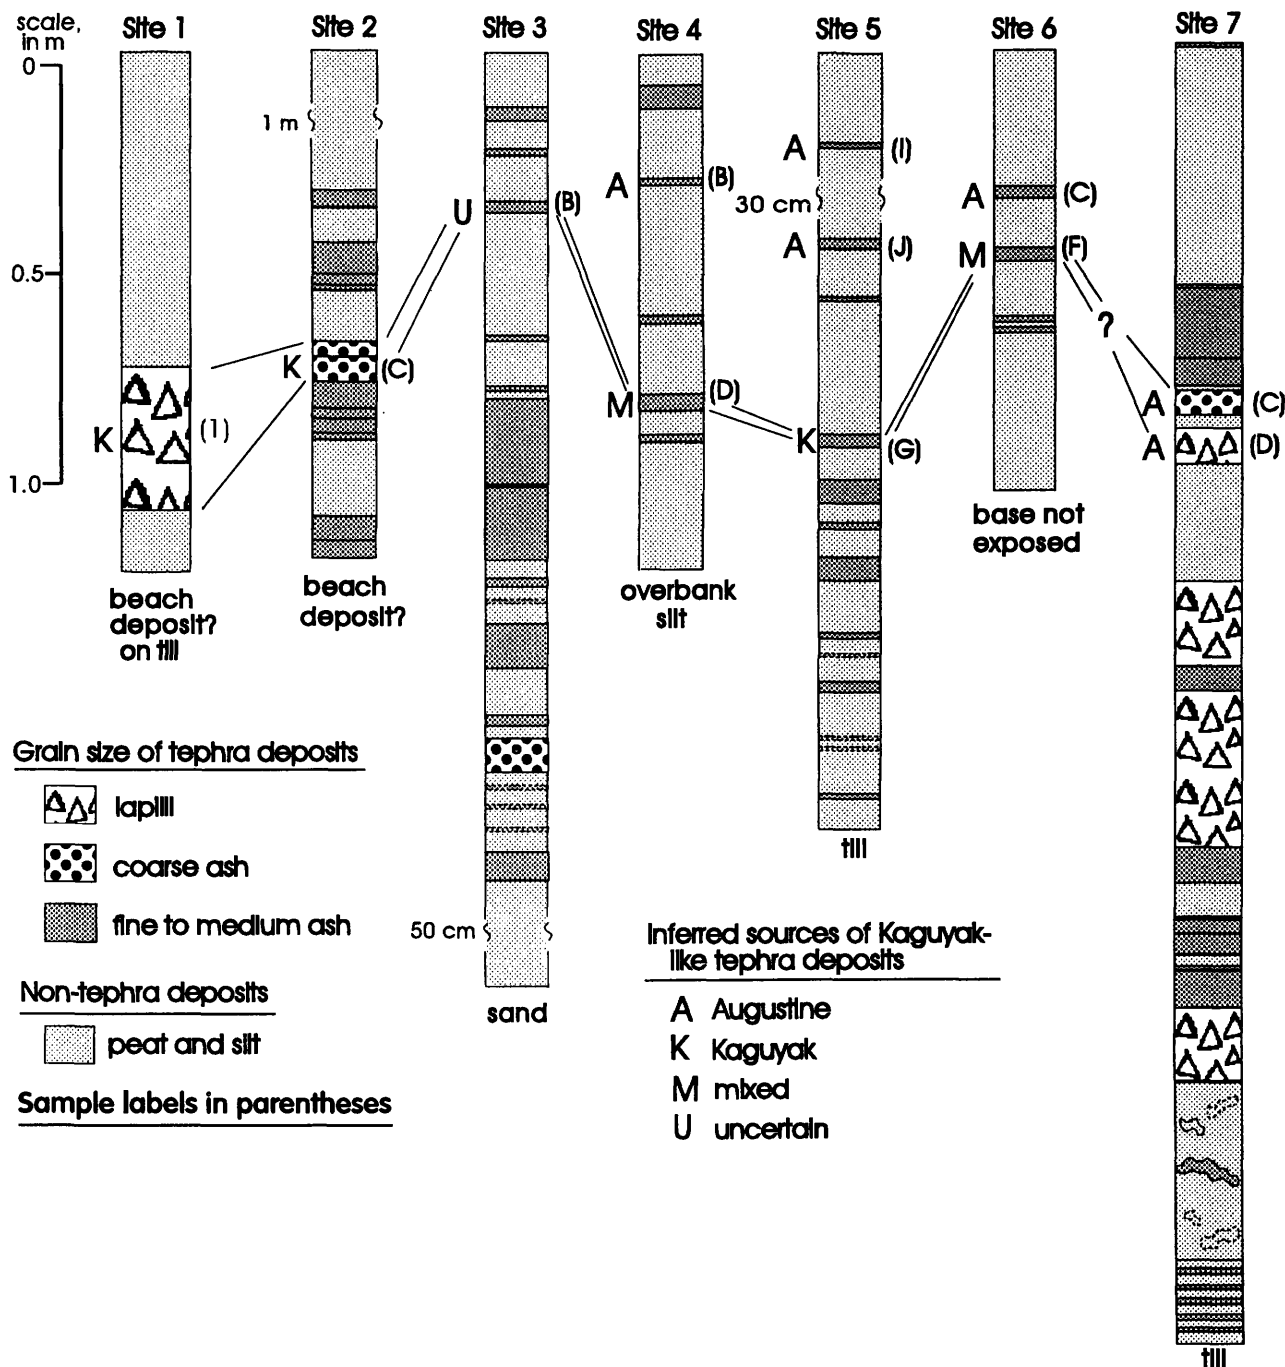 scale,
in m
Site 1
Site 2
Site 3
Site 4
Site 5
Site 6
Site 7
0
0.5
1.0
1 m
30 cm
50 cm
K
(1)
K
(C)
U
(B)
A
(B)
M
(D)
A
(I)
A
(J)
K
(G)
A
(C)
M
(F)
?
A
(C)
A
(D)
beach
deposit?
on till
beach
deposit?
sand
overbank
silt
till
base not
exposed
till
Grain size of tephra deposits
lapilli
coarse ash
fine to medium ash
Non-tephra deposits
peat and silt
Sample labels in parentheses
Inferred sources of Kaguyak-
like tephra deposits
A Augustine
K Kaguyak
M mixed
U uncertain